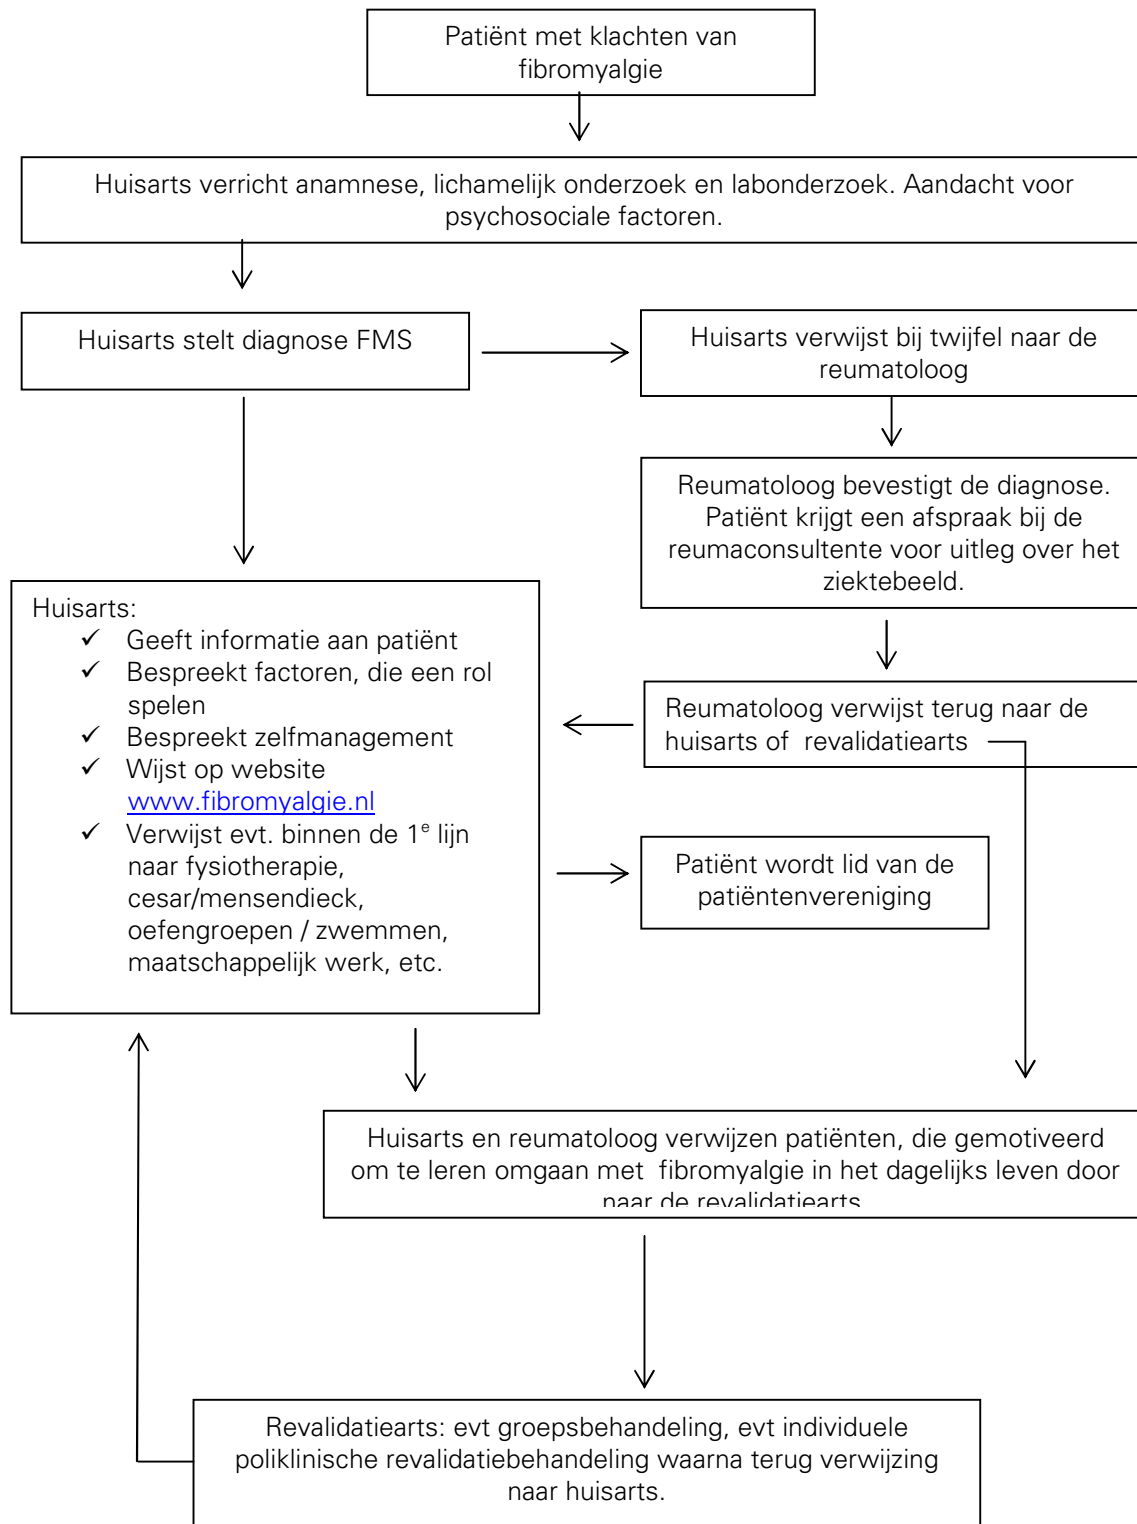 Patiënt met klachten van
fibromyalgie
Huisarts verricht anamnese, lichamelijk onderzoek en labonderzoek. Aandacht voor
psychosociale factoren.
Huisarts stelt diagnose FMS
Huisarts verwijst bij twijfel naar de
reumatoloog
Reumatoloog bevestigt de diagnose.
Patiënt krijgt een afspraak bij de
reumaconsultente voor uitleg over het
ziektebeeld.
Huisarts:
✓ Geeft informatie aan patiënt
✓ Bespreekt factoren, die een rol
spelen
✓ Bespreekt zelfmanagement
✓ Wijst op website
www.fibromyalgie.nl
✓ Verwijst evt. binnen de 1e lijn
naar fysiotherapie,
cesar/mensendieck,
oefengroepen / zwemmen,
maatschappelijk werk, etc.
Reumatoloog verwijst terug naar de
huisarts of revalidatiearts
Patiënt wordt lid van de
patiëntenvereniging
Huisarts en reumatoloog verwijzen patiënten, die gemotiveerd
om te leren omgaan met fibromyalgie in het dagelijks leven door
naar de revalidatiearts
Revalidatiearts: evt groepsbehandeling, evt individuele
poliklinische revalidatiebehandeling waarna terug verwijzing
naar huisarts.